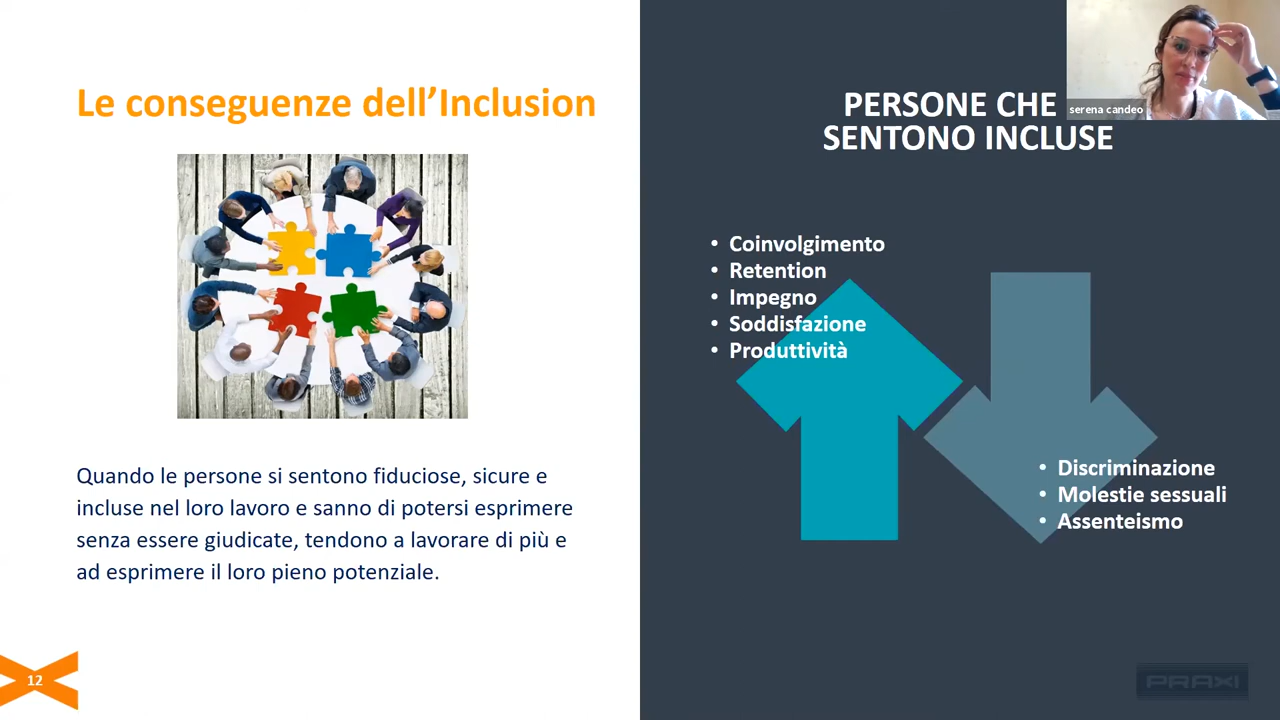 Le conseguenze dell’Inclusion
Quando le persone si sentono fiduciose, sicure e
incluse nel loro lavoro e sanno di potersi esprimere
senza essere giudicate, tendono a lavorare di più e
ad esprimere il loro pieno potenziale.
12
PERSONE CHE
SENTONO INCLUSE
serena candeo
• Coinvolgimento
• Retention
• Impegno
• Soddisfazione
• Produttività
• Discriminazione
• Molestie sessuali
• Assenteismo
PRAXI